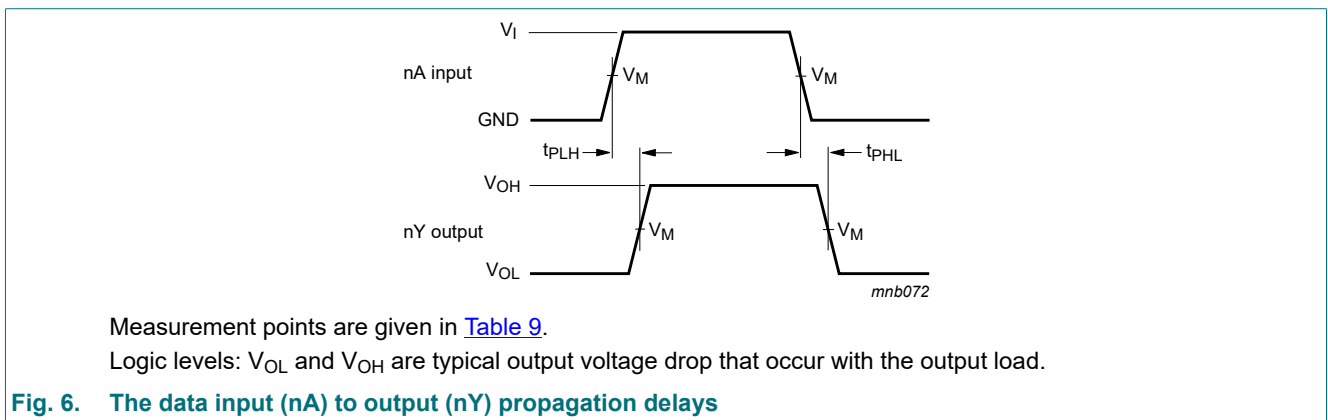 V_I
nA input
V_M
V_M
GND
t_PLH
t_PHL
V_OH
nY output
V_M
V_M
V_OL
mnb072
Measurement points are given in Table 9.
Logic levels: V_OL and V_OH are typical output voltage drop that occur with the output load.
Fig. 6. The data input (nA) to output (nY) propagation delays